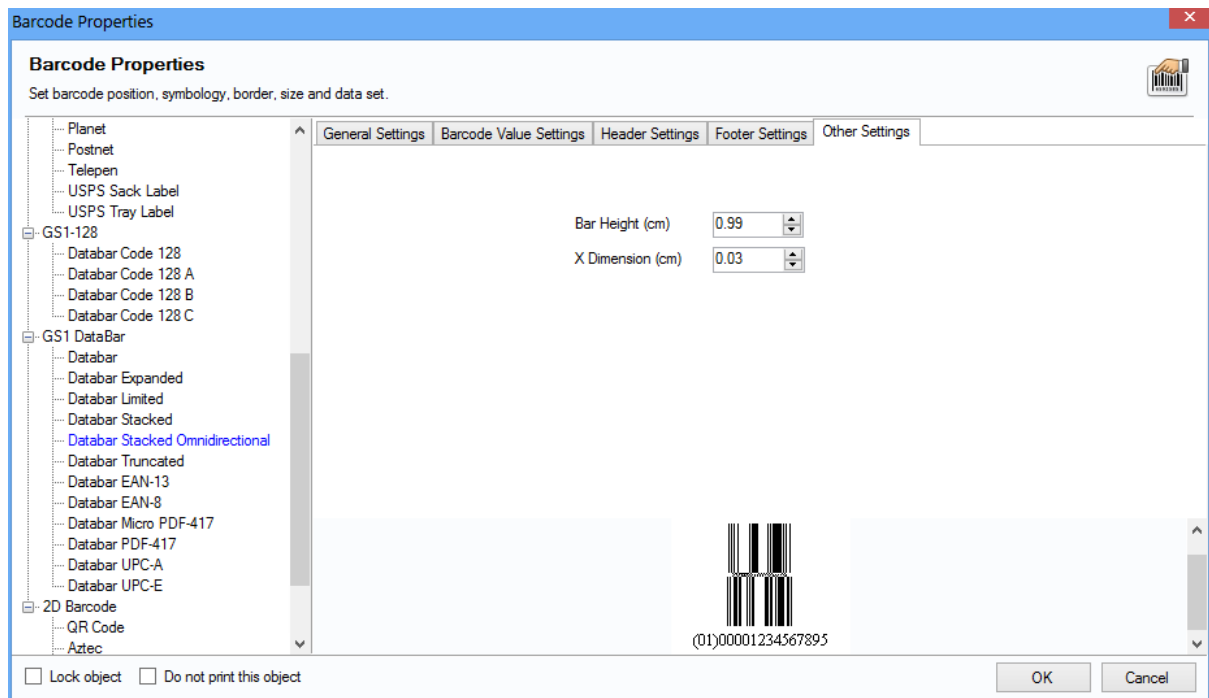 Barcode Properties
Barcode Properties
Set barcode position, symbology, border, size and data set.
Planet
Postnet
Telepen
USPS Sack Label
USPS Tray Label
GS1-128
Databar Code 128
Databar Code 128 A
Databar Code 128 B
Databar Code 128 C
GS1 DataBar
Databar
Databar Expanded
Databar Limited
Databar Stacked
Databar Stacked Omnidirectional
Databar Truncated
Databar EAN-13
Databar EAN-8
Databar Micro PDF-417
Databar PDF-417
Databar UPC-A
Databar UPC-E
2D Barcode
QR Code
Aztec
General Settings Barcode Value Settings Header Settings Footer Settings Other Settings
Bar Height (cm) 0.99
X Dimension (cm) 0.03
(01)00001234567895
Lock object Do not print this object OK Cancel